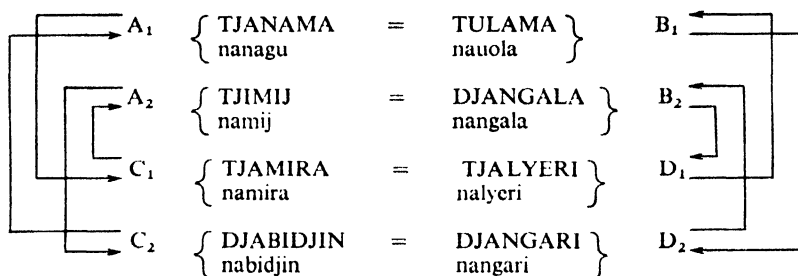 A₁ { TJANAMA = TULAMA } B₁
nanagu nauola
A₂ { TJIMIJ = DJANGALA } B₂
namij nangala
C₁ { TJAMIRA = TJALYERI } D₁
namira nalyeri
C₂ { DJABIDJIN = DJANGARI } D₂
nabidjin nangari